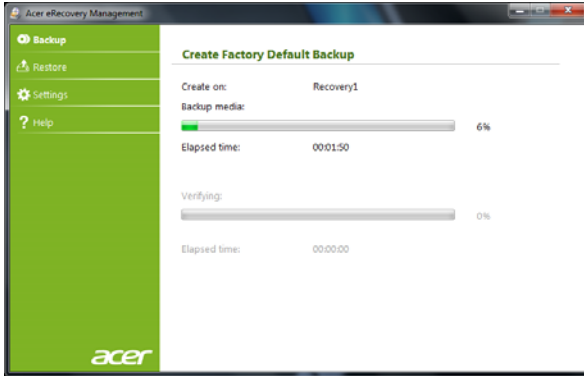 Acer eRecovery Management
Backup
Restore
Settings
Help
Create Factory Default Backup
Create on: Recovery1
Backup media:
6%
Elapsed time: 00:01:50
Verifying:
0%
Elapsed time: 00:00:00
acer